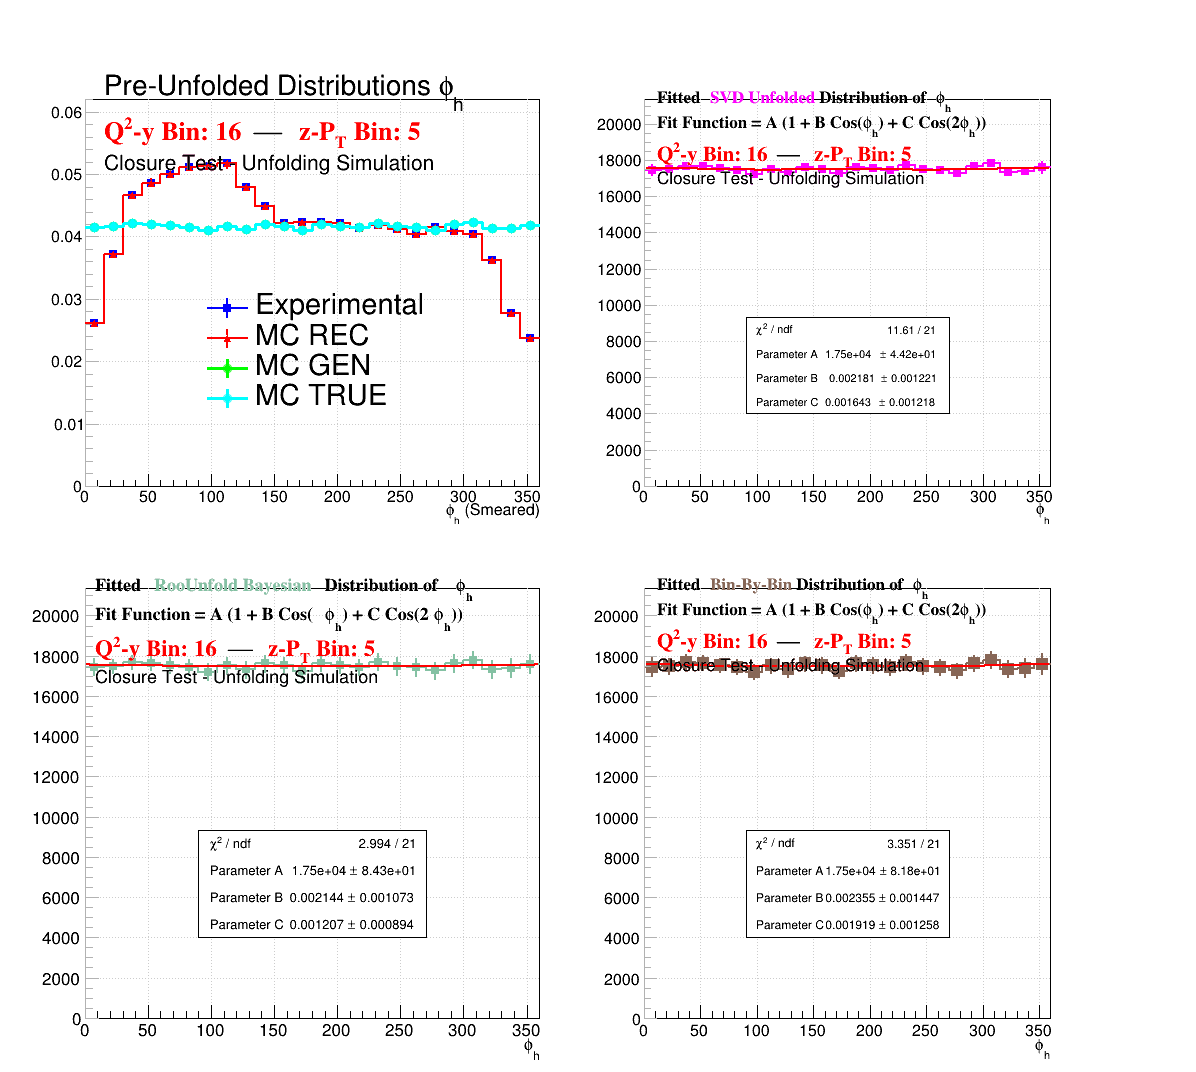 Pre-Unfolded Distributions ϕh
Q2-y Bin: 16 — z-PT Bin: 5
Closure Test - Unfolding Simulation
0.06
0.05
0.04
0.03
0.02
0.01
0
Experimental
MC REC
MC GEN
MC TRUE
0 50 100 150 200 250 300 350
ϕh (Smeared)
Fitted SVD Unfolded Distribution of ϕh
Fit Function = A (1 + B Cos(ϕh) + C Cos(2ϕh))
Q2-y Bin: 16 — z-PT Bin: 5
Closure Test - Unfolding Simulation
20000
18000
16000
14000
12000
10000
8000
6000
4000
2000
0
χ2 / ndf 11.61 / 21
Parameter A 1.75e+04 ± 4.42e+01
Parameter B 0.002181 ± 0.001221
Parameter C 0.001643 ± 0.001218
0 50 100 150 200 250 300 350
ϕh
Fitted RooUnfold Bayesian Distribution of ϕh
Fit Function = A (1 + B Cos( ϕh) + C Cos(2 ϕh))
Q2-y Bin: 16 — z-PT Bin: 5
Closure Test - Unfolding Simulation
20000
18000
16000
14000
12000
10000
8000
6000
4000
2000
0
χ2 / ndf 2.994 / 21
Parameter A 1.75e+04 ± 8.43e+01
Parameter B 0.002144 ± 0.001073
Parameter C 0.001207 ± 0.000894
0 50 100 150 200 250 300 350
ϕh
Fitted Bin-By-Bin Distribution of ϕh
Fit Function = A (1 + B Cos(ϕh) + C Cos(2ϕh))
Q2-y Bin: 16 — z-PT Bin: 5
Closure Test - Unfolding Simulation
20000
18000
16000
14000
12000
10000
8000
6000
4000
2000
0
χ2 / ndf 3.351 / 21
Parameter A 1.75e+04 ± 8.18e+01
Parameter B 0.002355 ± 0.001447
Parameter C 0.001919 ± 0.001258
0 50 100 150 200 250 300 350
ϕh